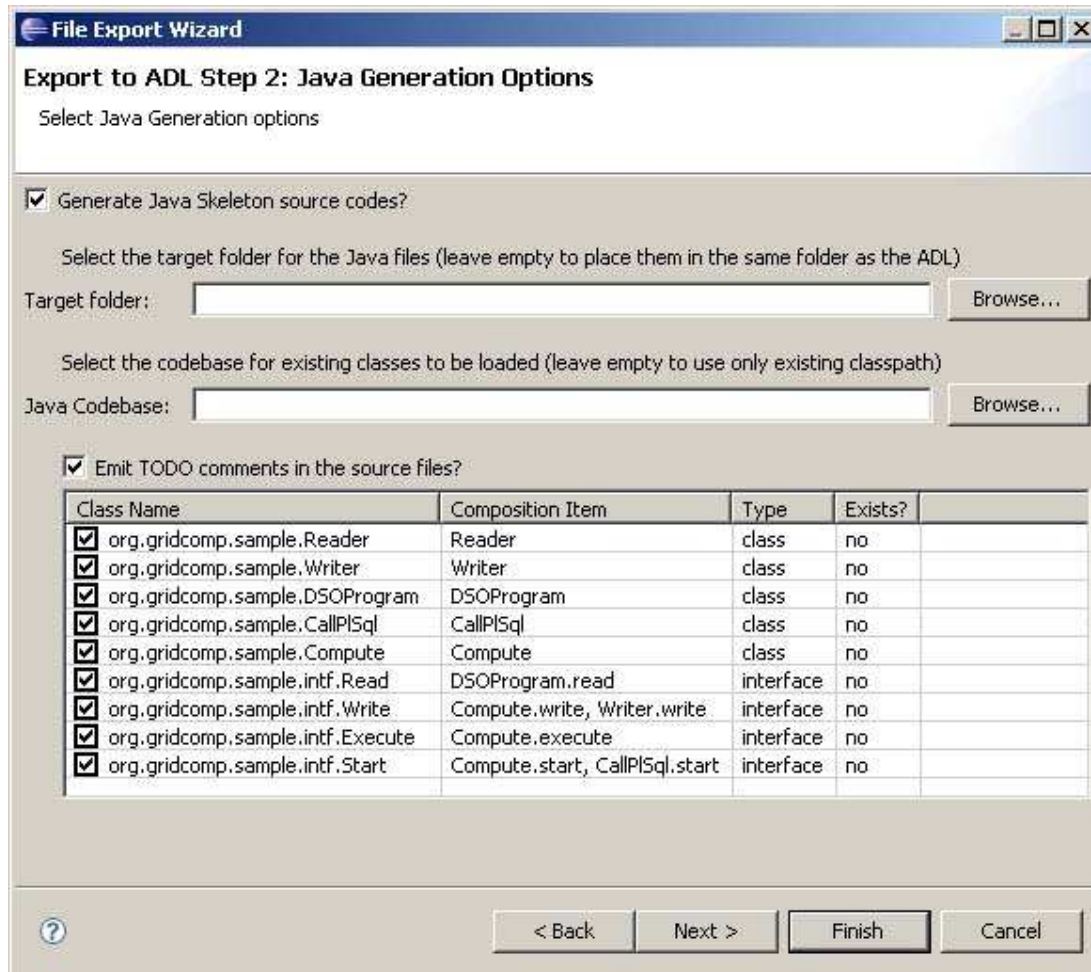 File Export Wizard
Export to ADL Step 2: Java Generation Options
Select Java Generation options
Generate Java Skeleton source codes?
Select the target folder for the Java files (leave empty to place them in the same folder as the ADL)
Target folder: Browse...
Select the codebase for existing classes to be loaded (leave empty to use only existing classpath)
Java Codebase: Browse...
Emit TODO comments in the source files?
Class Name Composition Item Type Exists?
org.gridcomp.sample.Reader Reader class no
org.gridcomp.sample.Writer Writer class no
org.gridcomp.sample.DSOProgram DSOProgram class no
org.gridcomp.sample.CallPlSql CallPlSql class no
org.gridcomp.sample.Compute Compute class no
org.gridcomp.sample.intf.Read DSOProgram.read interface no
org.gridcomp.sample.intf.Write Compute.write, Writer.write interface no
org.gridcomp.sample.intf.Execute Compute.execute interface no
org.gridcomp.sample.intf.Start Compute.start, CallPlSql.start interface no
? < Back Next > Finish Cancel